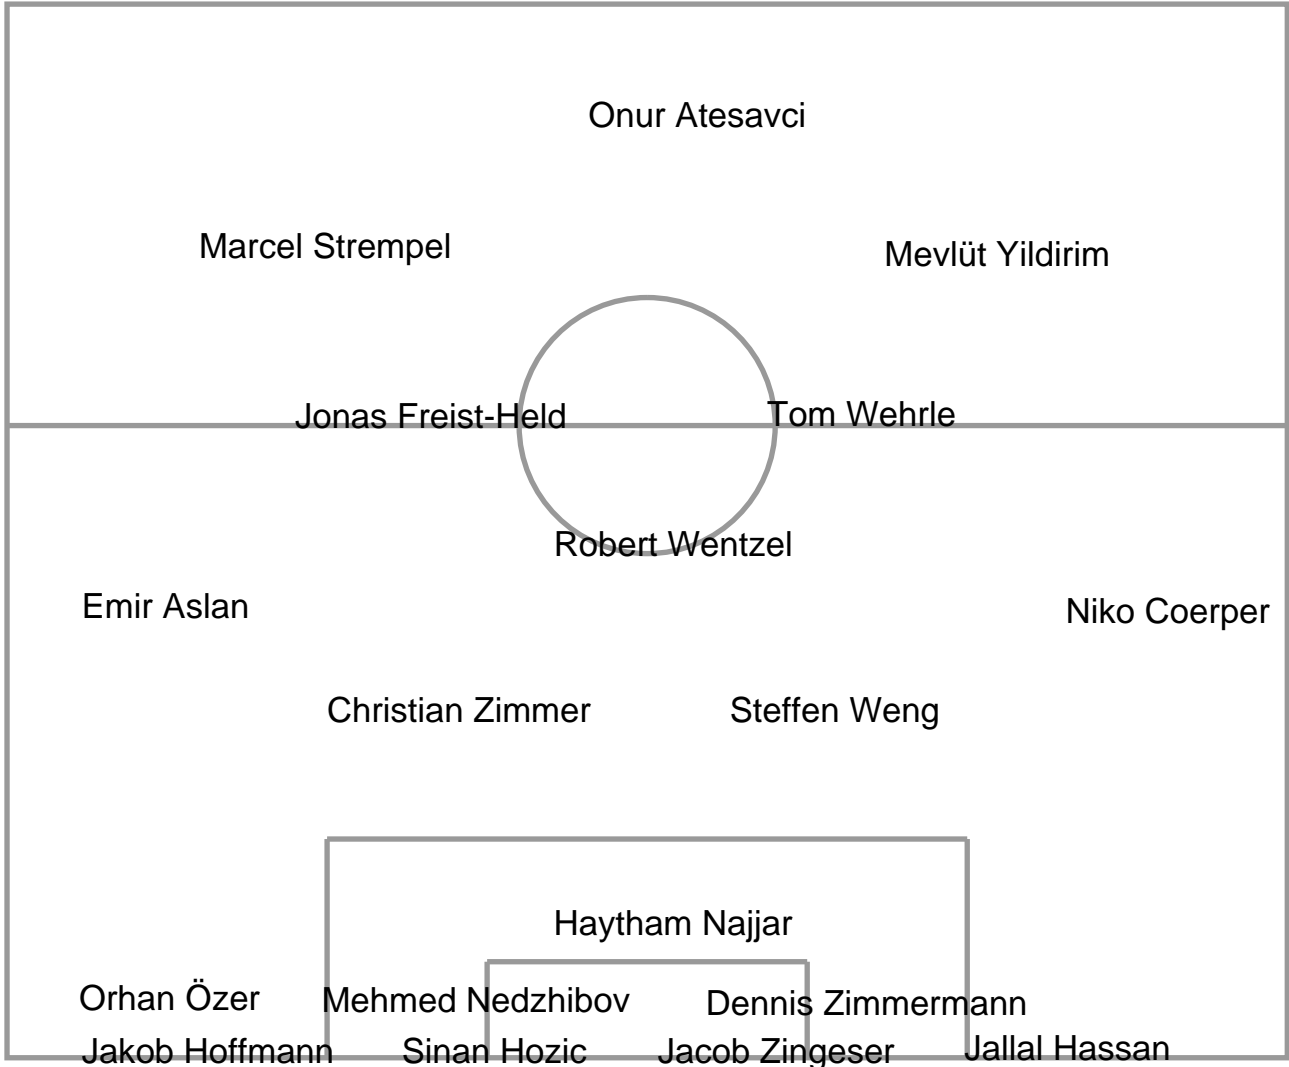 Onur Atesavci
Marcel Strempel
Mevlüt Yildirim
Jonas Freist-Held
Tom Wehrle
Robert Wentzel
Emir Aslan
Niko Coerper
Christian Zimmer
Steffen Weng
Haytham Najjar
Orhan Özer
Mehmed Nedzhibov
Dennis Zimmermann
Jakob Hoffmann
Sinan Hozic
Jacob Zingeser
Jallal Hassan